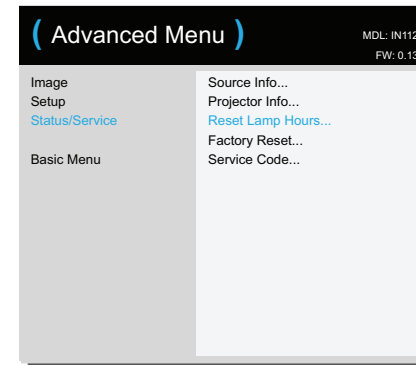 ( Advanced Menu )
MDL: IN112
FW: 0.13
Image
Setup
Status/Service
Basic Menu
Source Info...
Projector Info...
Reset Lamp Hours...
Factory Reset...
Service Code...